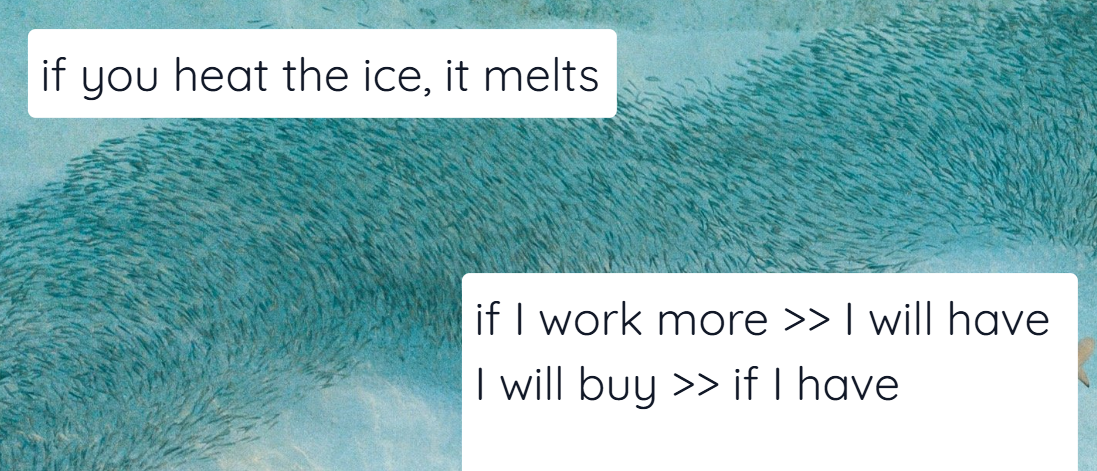 if you heat the ice, it melts
if I work more >> I will have
I will buy >> if I have